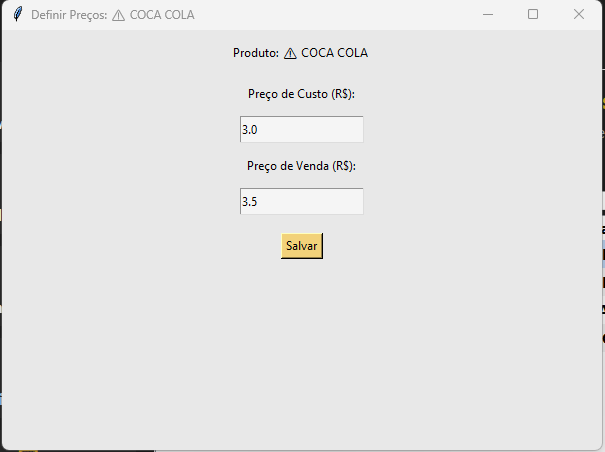 Definir Preços: ⚠ COCA COLA
Produto: ⚠ COCA COLA
Preço de Custo (R$):
3.0
Preço de Venda (R$):
3.5
Salvar